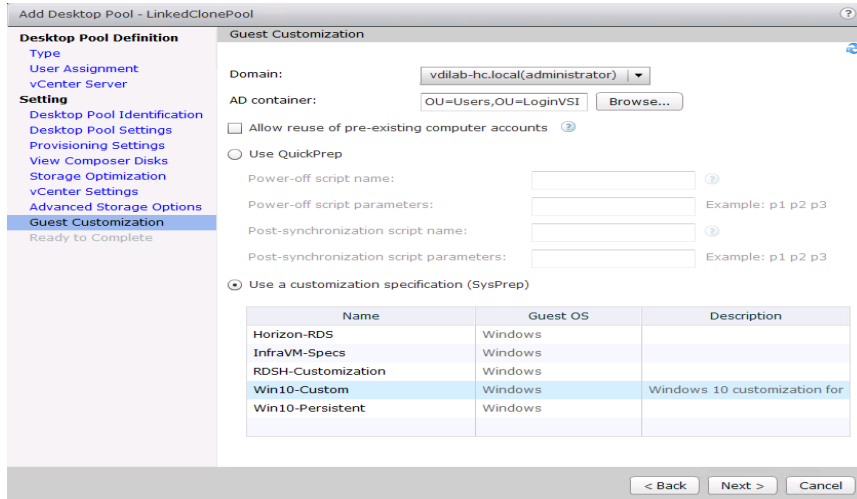 Add Desktop Pool - LinkedClonePool ?
Desktop Pool Definition
Type
User Assignment
vCenter Server
Setting
Desktop Pool Identification
Desktop Pool Settings
Provisioning Settings
View Composer Disks
Storage Optimization
vCenter Settings
Advanced Storage Options
Guest Customization
Ready to Complete
Guest Customization
Domain: vdilab-hc.local(administrator)
AD container: OU=Users,OU=LoginVSI Browse...
Allow reuse of pre-existing computer accounts ?
Use QuickPrep
Power-off script name: ?
Power-off script parameters: Example: p1 p2 p3
Post-synchronization script name: ?
Post-synchronization script parameters: Example: p1 p2 p3
Use a customization specification (SysPrep)
Name Guest OS Description
Horizon-RDS Windows
InfraVM-Specs Windows
RDSH-Customization Windows
Win10-Custom Windows Windows 10 customization for
Win10-Persistent Windows
< Back Next > Cancel